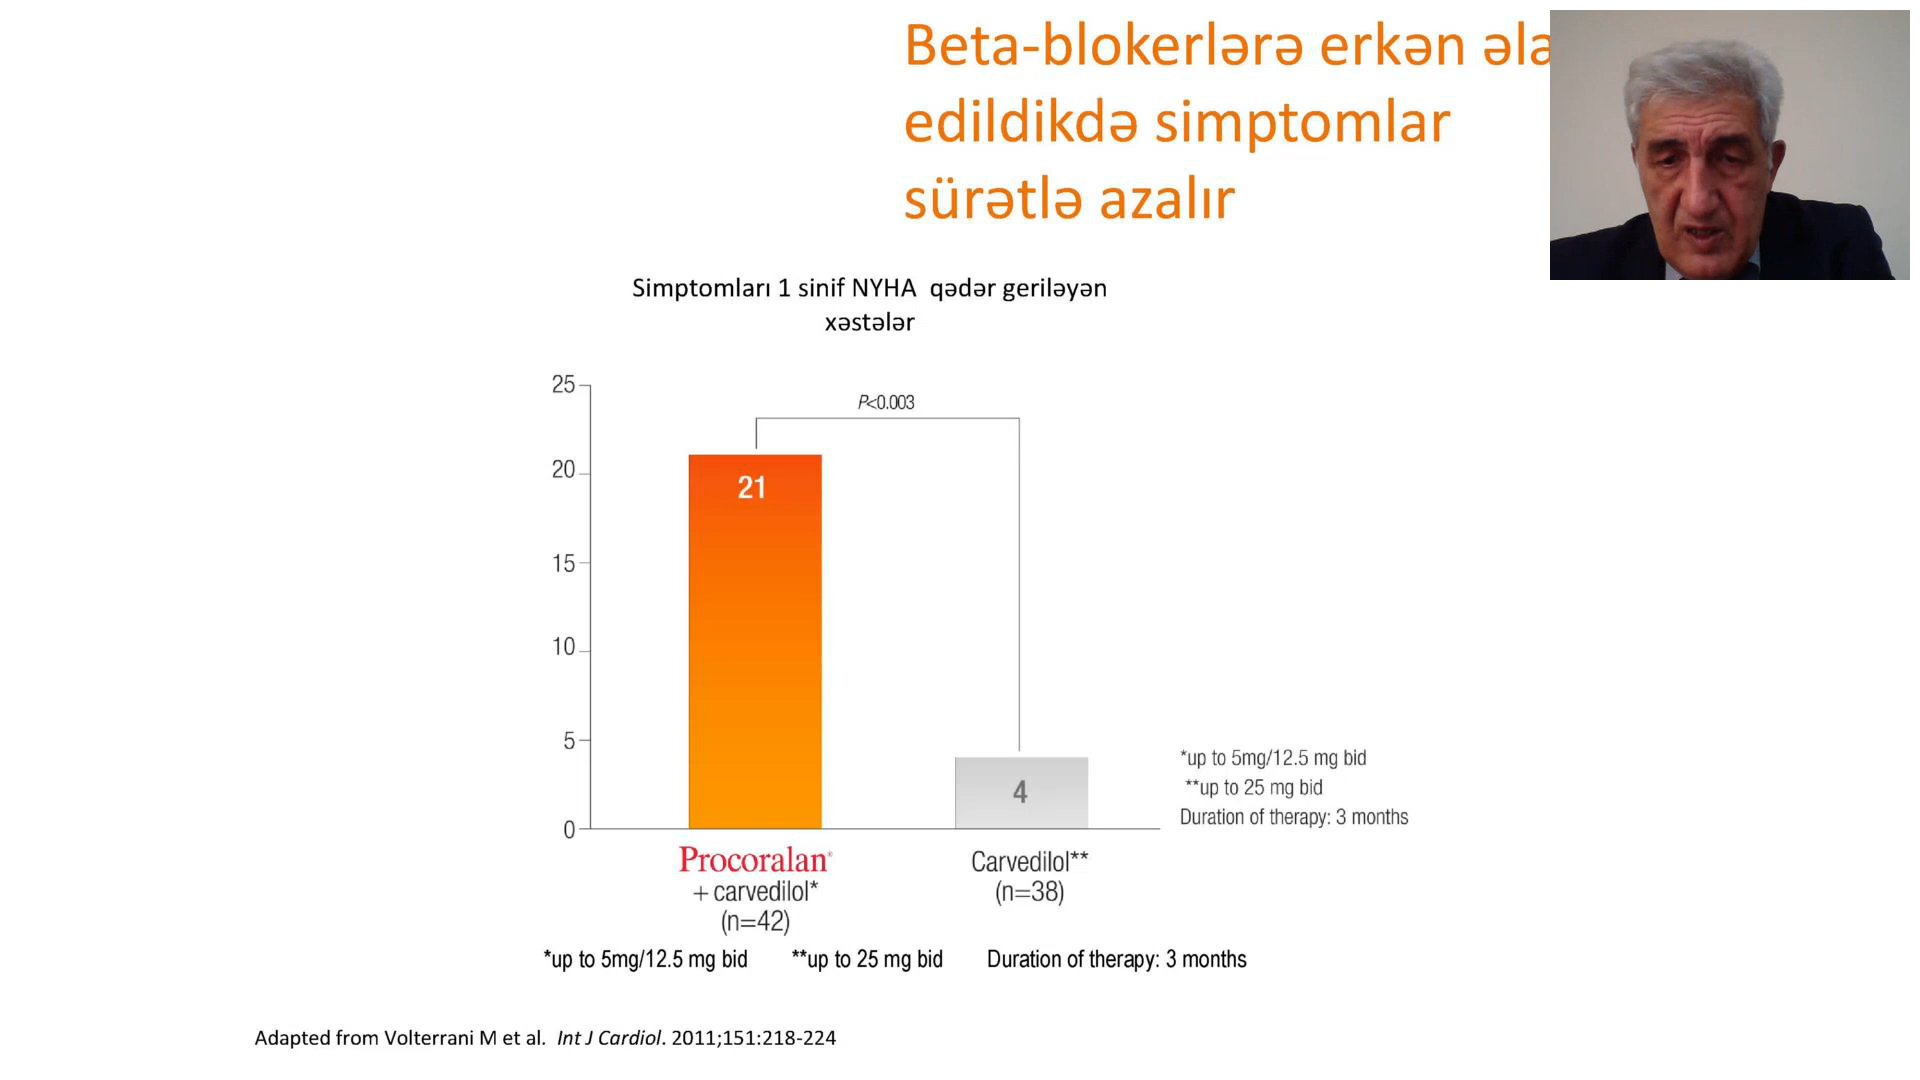 Beta-blokerlərə erkən
edildikdə simptomlar
sürətlə azalır
Simptomları 1 sinif NYHA qədər geriləyən
xəstələr
25
20
15
10
5
0
P<0.003
21
4
Procoralan®
+ carvedilol*
(n=42)
Carvedilol**
(n=38)
*up to 5mg/12.5 mg bid
**up to 25 mg bid
Duration of therapy: 3 months
*up to 5mg/12.5 mg bid **up to 25 mg bid Duration of therapy: 3 months
Adapted from Volterrani M et al. Int J Cardiol. 2011;151:218-224